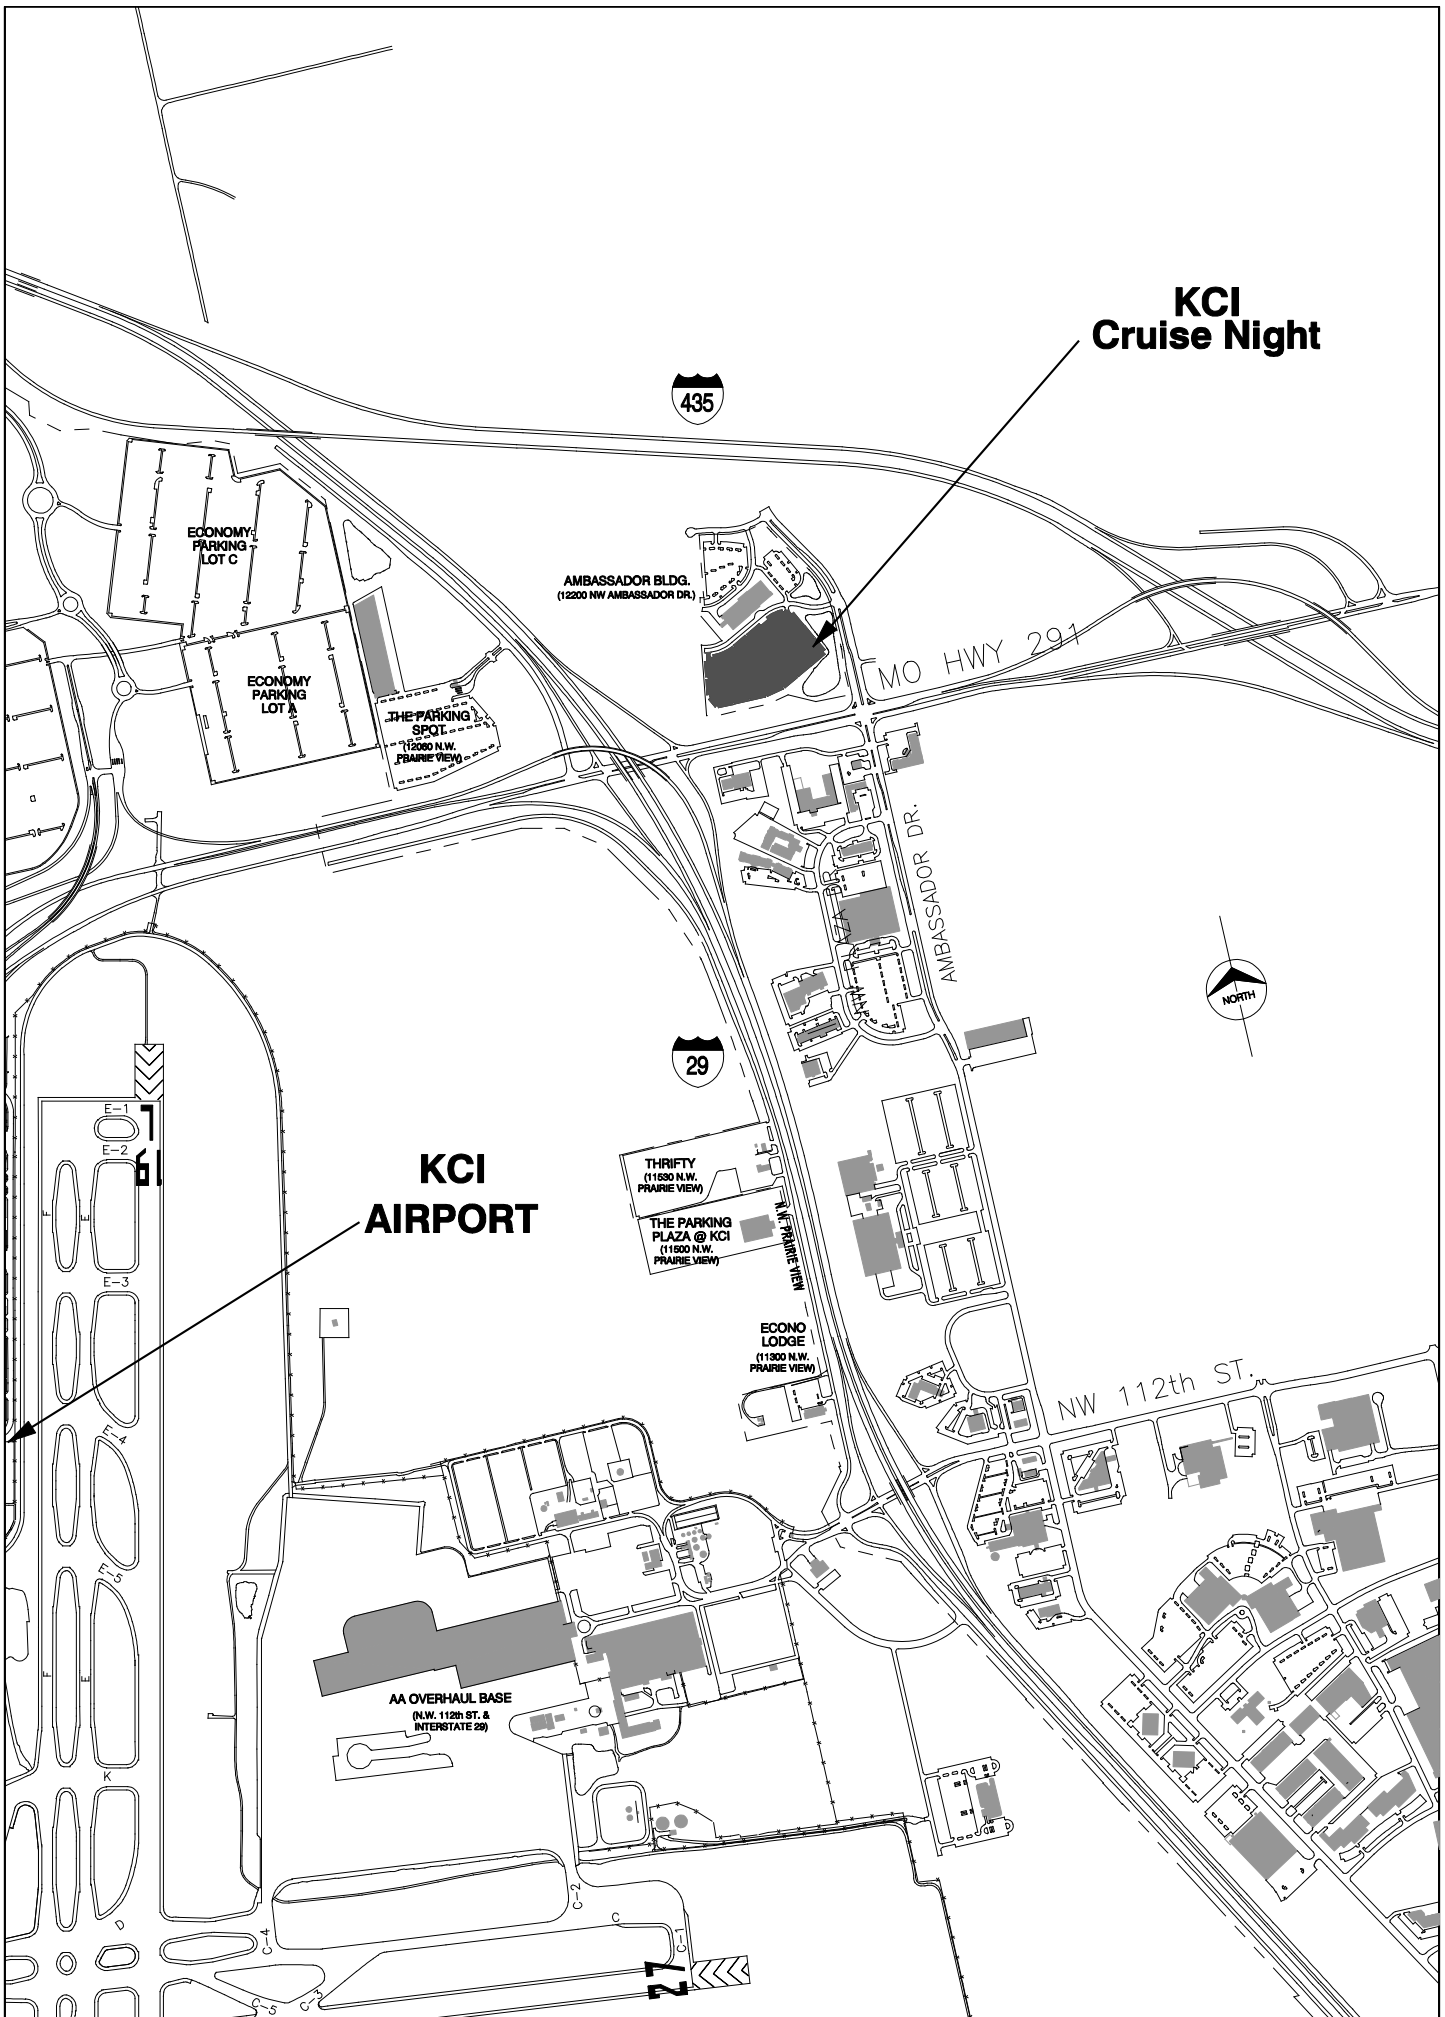 KCI
Cruise Night
435
ECONOMY
PARKING
LOT C
AMBASSADOR BLDG.
(12200 NW AMBASSADOR DR.)
MO HWY 291
ECONOMY
PARKING
LOT A
THE PARKING
SPOT
(12060 N.W.
PRAIRIE VIEW)
AMBASSADOR DR.
NORTH
29
E-1
E-2
19
L
KCI
AIRPORT
THRIFTY
(11530 N.W.
PRAIRIE VIEW)
THE PARKING
PLAZA @ KCI
(11500 N.W.
PRAIRIE VIEW)
N.W. PRAIRIE VIEW
F
E
E-3
ECONO
LODGE
(11300 N.W.
PRAIRIE VIEW)
NW 112th ST.
E-4
E-5
F
E
AA OVERHAUL BASE
(N.W. 112th ST. &
INTERSTATE 29)
K
D
C-4
C-2
C
C-1
27
C-3
C-5